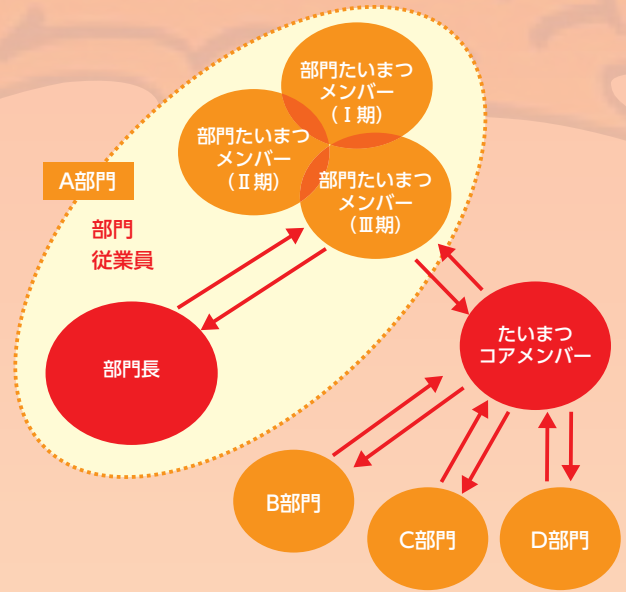 部門たいまつ
メンバー
（Ⅰ期）
部門たいまつ
メンバー
（Ⅱ期）
部門たいまつ
メンバー
（Ⅲ期）
A部門
部門
従業員
部門長
たいまつ
コアメンバー
B部門
C部門
D部門